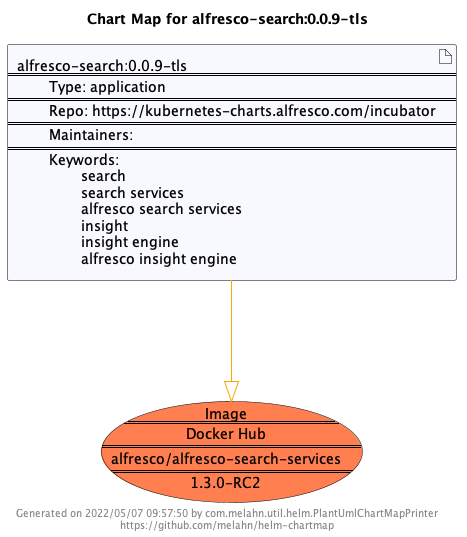 Chart Map for alfresco-search:0.0.9-tls
alfresco-search:0.0.9-tls
Type: application
Repo: https://kubernetes-charts.alfresco.com/incubator
Maintainers:
Keywords:
search
search services
alfresco search services
insight
insight engine
alfresco insight engine
Image
Docker Hub
alfresco/alfresco-search-services
1.3.0-RC2
Generated on 2022/05/07 09:57:50 by com.melahn.util.helm.PlantUmlChartMapPrinter
https://github.com/melahn/helm-chartmap